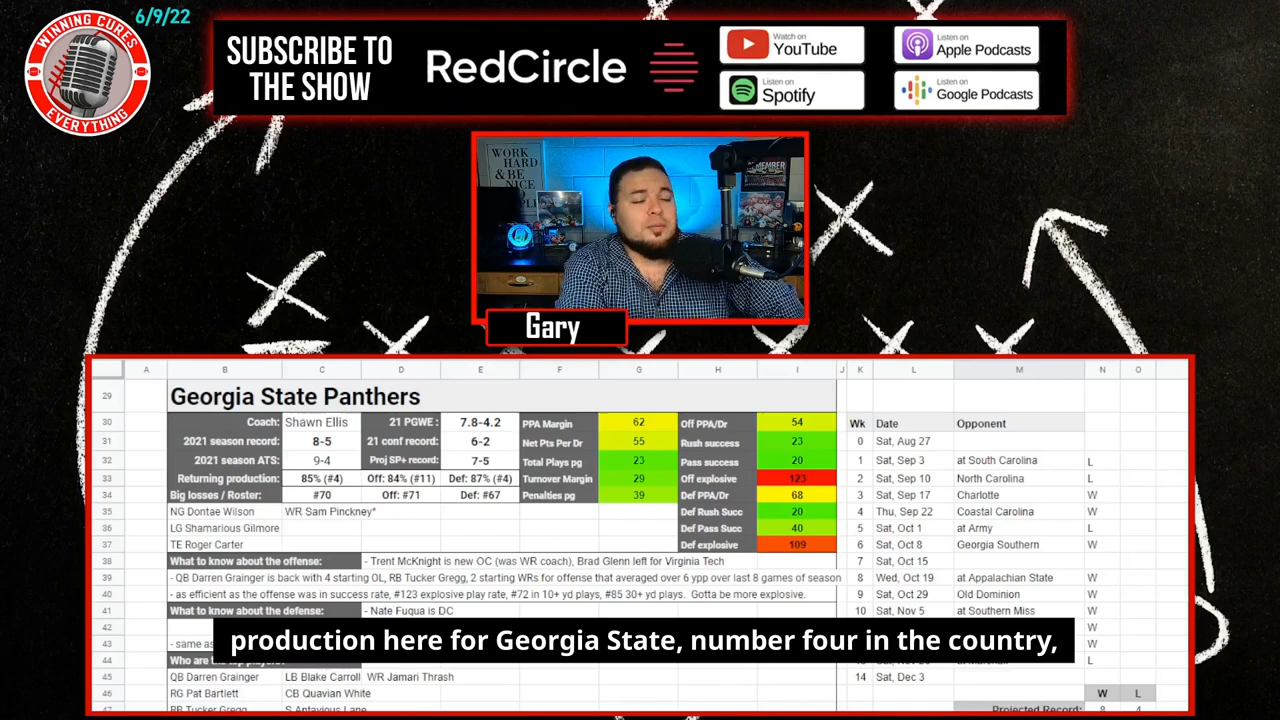 6/9/22
WINNING CURES
EVERYTHING
SUBSCRIBE TO
THE SHOW
RedCircle
Watch on
YouTube
Listen on
Apple Podcasts
Listen on
Spotify
Listen on
Google Podcasts
WORK
HARD
& BE
NICE
Gary
A B C D E F G H I J K L M N O
29 Georgia State Panthers
30 Coach: Shawn Ellis 21 PGWE : 7.8-4.2 PPA Margin 62 Off PPA/Dr 54 Wk Date Opponent
31 2021 season record: 8-5 21 conf record: 6-2 Net Pts Per Dr 55 Rush success 23 0 Sat, Aug 27
32 2021 season ATS: 9-4 Proj SP+ record: 7-5 Total Plays pg 23 Pass success 20 1 Sat, Sep 3 at South Carolina L
33 Returning production: 85% (#4) Off: 84% (#11) Def: 87% (#4) Turnover Margin 29 Off explosive 123 2 Sat, Sep 10 North Carolina L
34 Big losses / Roster: #70 Off: #71 Def: #67 Penalties pg 39 Def PPA/Dr 68 3 Sat, Sep 17 Charlotte W
35 NG Dontae Wilson WR Sam Pinckney* Def Rush Succ 20 4 Thu, Sep 22 Coastal Carolina W
36 LG Shamarious Gilmore Def Pass Succ 40 5 Sat, Oct 1 at Army L
37 TE Roger Carter Def explosive 109 6 Sat, Oct 8 Georgia Southern W
38 What to know about the offense: - Trent McKnight is new OC (was WR coach), Brad Glenn left for Virginia Tech 7 Sat, Oct 15
39 - QB Darren Grainger is back with 4 starting OL, RB Tucker Gregg, 2 starting WRs for offense that averaged over 6 ypp over last 8 games of season 8 Wed, Oct 19 at Appalachian State W
40 - as efficient as the offense was in success rate, #123 explosive play rate, #72 in 10+ yd plays, #85 30+ yd plays. Gotta be more explosive. 9 Sat, Oct 29 Old Dominion W
41 What to know about the defense: - Nate Fuqua is DC 10 Sat, Nov 5 at Southern Miss W
42 W
43 - same as W
production here for Georgia State, number four in the country,
44 Who are L
45 QB Darren Grainger LB Blake Carroll WR Jamari Thrash 14 Sat, Dec 3
46 RG Pat Bartlett CB Quavian White W L
47 RB Tucker Gregg S Antavious Lane Projected Record: 8 4